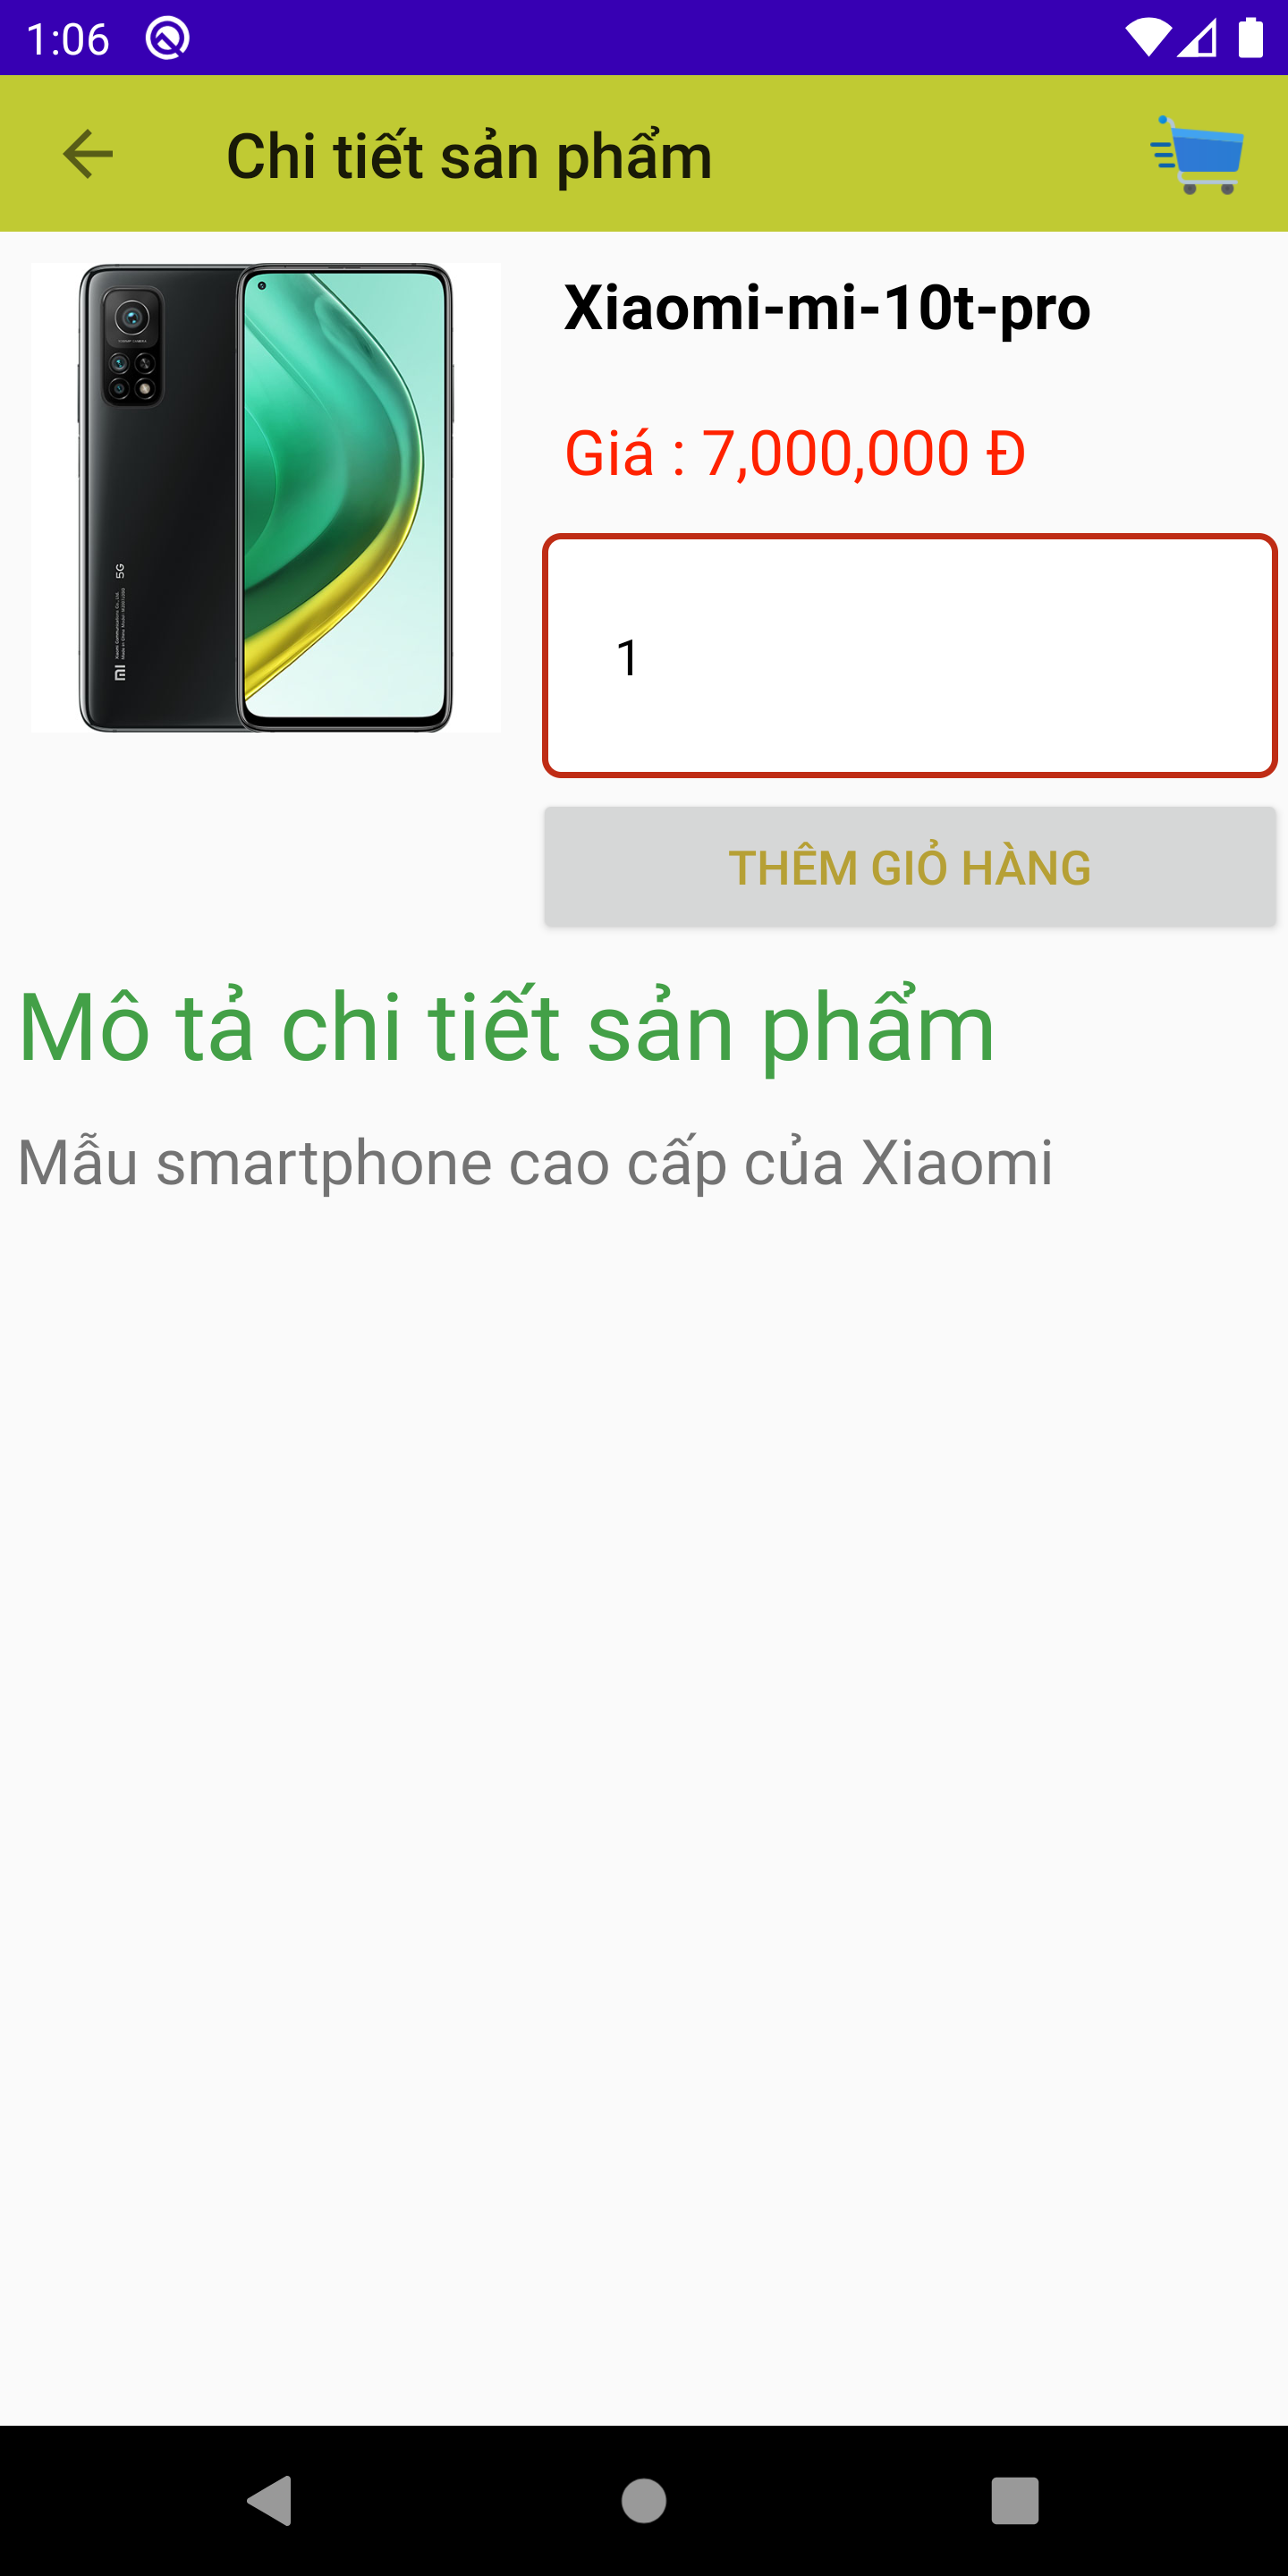 1:06
Chi tiết sản phẩm
Xiaomi-mi-10t-pro
Giá : 7,000,000 Đ
1
THÊM GIỎ HÀNG
5G
Mô tả chi tiết sản phẩm
Mẫu smartphone cao cấp của Xiaomi